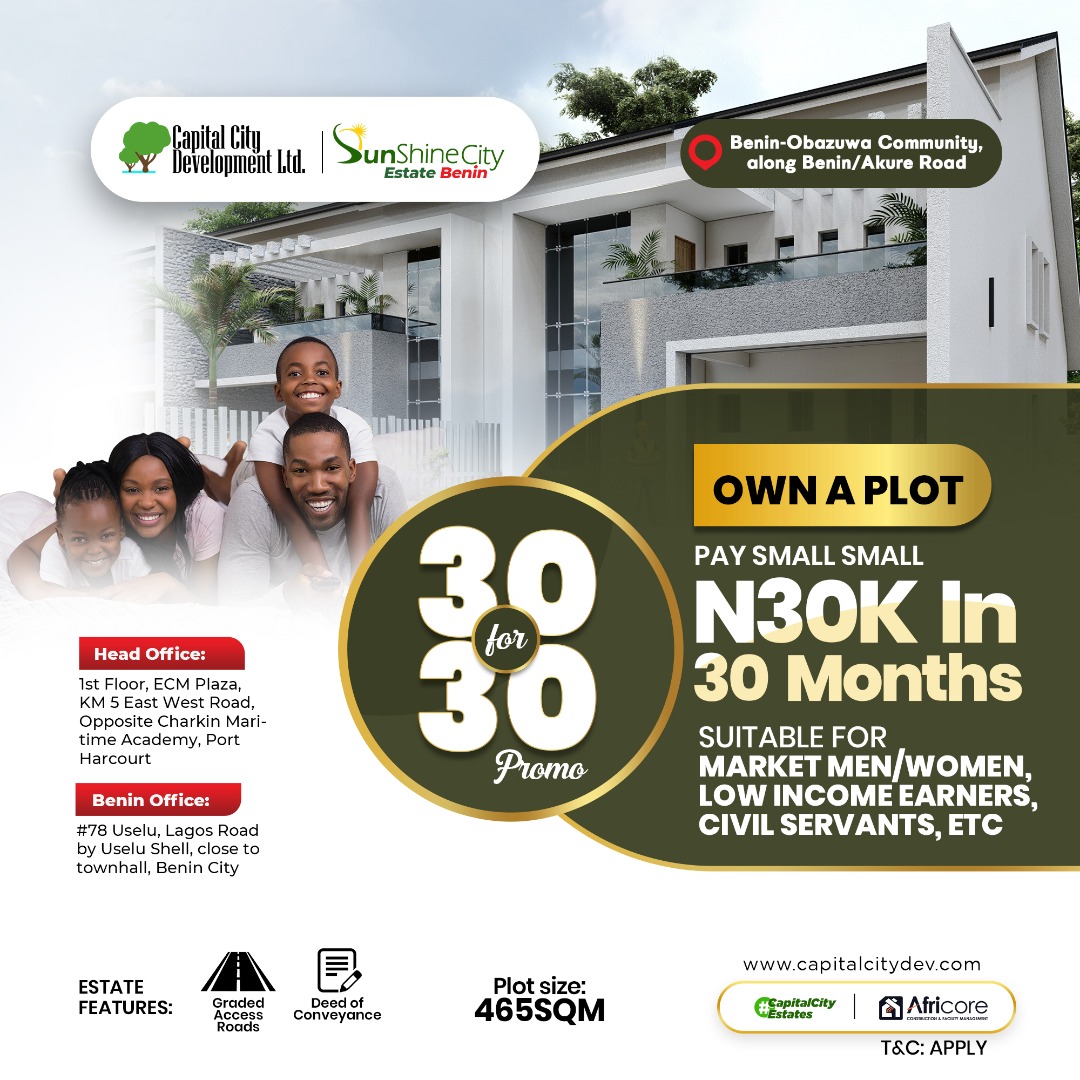 Capital City
Development Ltd.
SunShineCity
Estate Benin
Benin-Obazuwa Community,
along Benin/Akure Road
OWN A PLOT
PAY SMALL SMALL
N30K In
30 Months
SUITABLE FOR
MARKET MEN/WOMEN,
LOW INCOME EARNERS,
CIVIL SERVANTS, ETC
30
for
30
Promo
Head Office:
1st Floor, ECM Plaza,
KM 5 East West Road,
Opposite Charkin Mari-
time Academy, Port
Harcourt
Benin Office:
#78 Uselu, Lagos Road
by Uselu Shell, close to
townhall, Benin City
ESTATE
FEATURES:
Graded
Access
Roads
Deed of
Conveyance
Plot size:
465SQM
www.capitalcitydev.com
#CapitalCity
Estates
Africore
CONSTRUCTION & FACILITY MANAGEMENT
T&C: APPLY